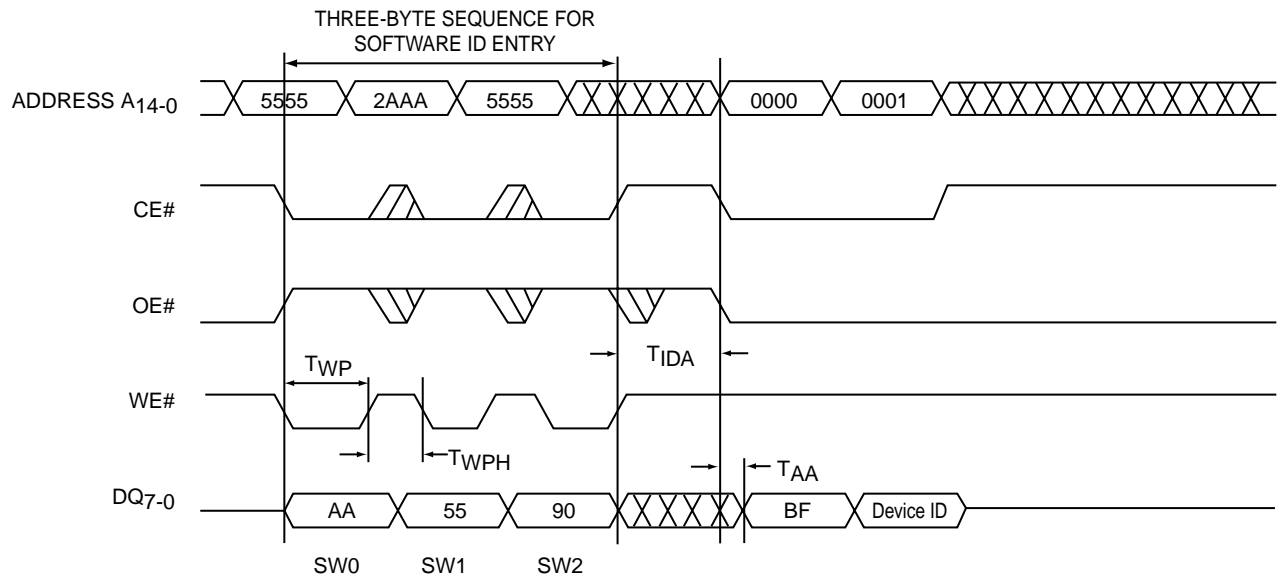 THREE-BYTE SEQUENCE FOR
SOFTWARE ID ENTRY
ADDRESS A14-0
5555 2AAA 5555 0000 0001
CE#
OE#
TWP TIDA
WE#
TWPH TAA
DQ7-0
AA 55 90 BF Device ID
SW0 SW1 SW2